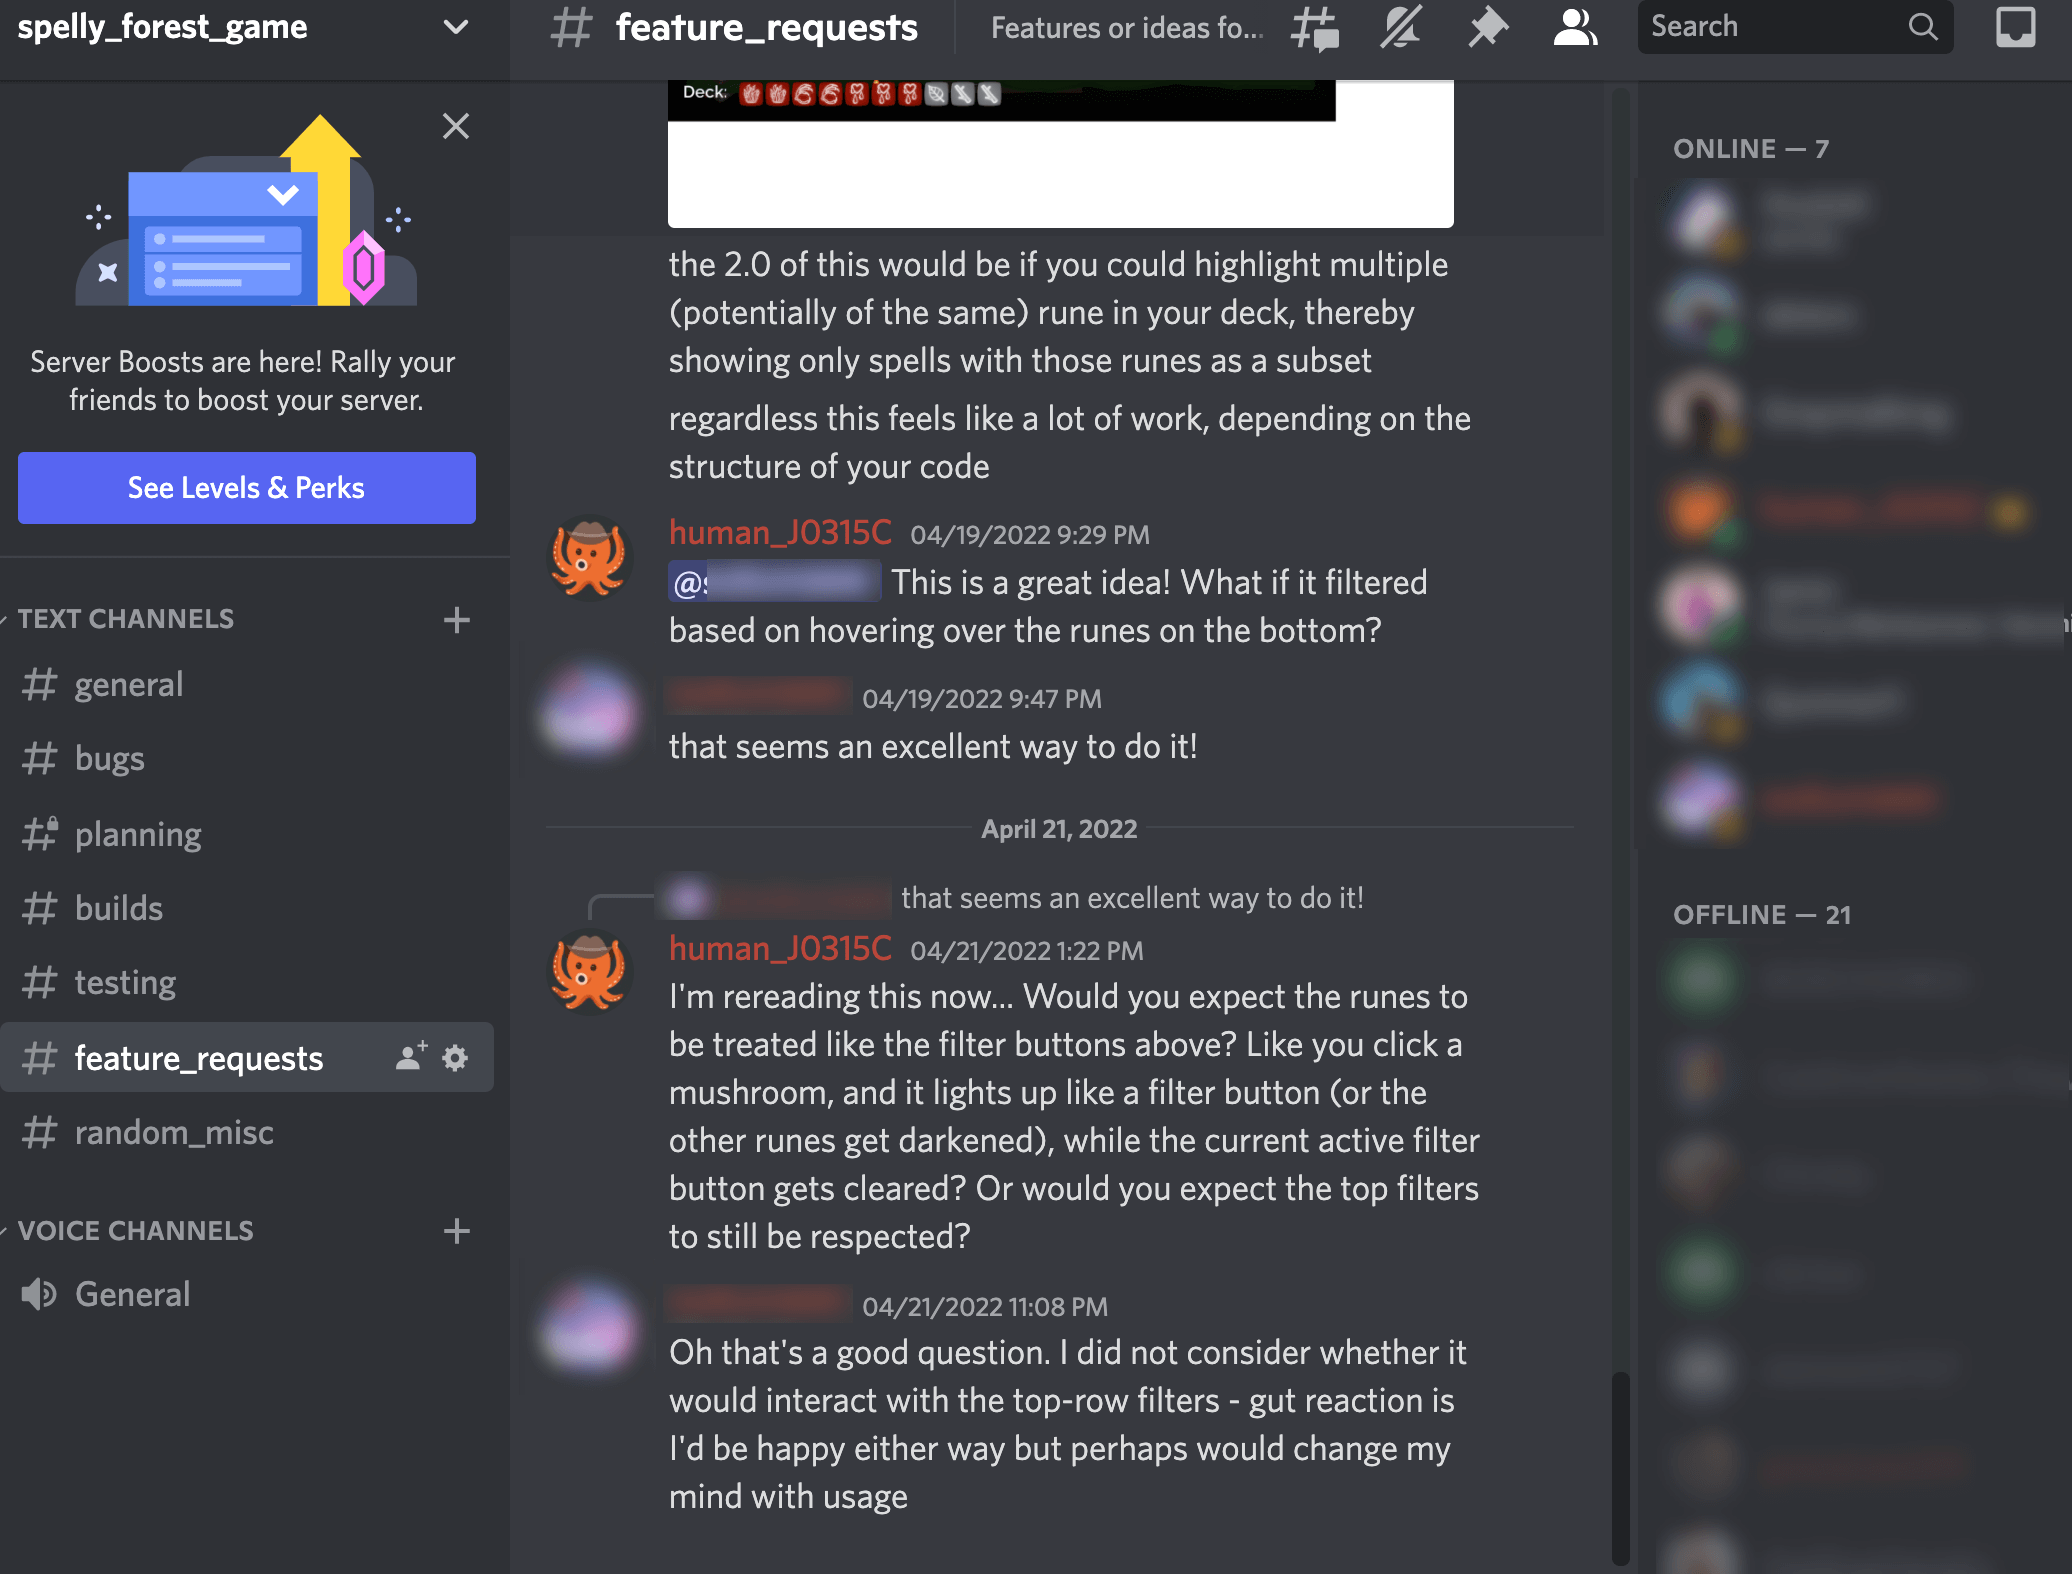 spelly_forest_game
Server Boosts are here! Rally your
friends to boost your server.
See Levels & Perks
TEXT CHANNELS
general
bugs
planning
builds
testing
feature_requests
random_misc
VOICE CHANNELS
General
feature_requests
Features or ideas fo...
Search
Deck:
the 2.0 of this would be if you could highlight multiple
(potentially of the same) rune in your deck, thereby
showing only spells with those runes as a subset
regardless this feels like a lot of work, depending on the
structure of your code
human_J0315C 04/19/2022 9:29 PM
This is a great idea! What if it filtered
based on hovering over the runes on the bottom?
04/19/2022 9:47 PM
that seems an excellent way to do it!
April 21, 2022
that seems an excellent way to do it!
human_J0315C 04/21/2022 1:22 PM
I'm rereading this now... Would you expect the runes to
be treated like the filter buttons above? Like you click a
mushroom, and it lights up like a filter button (or the
other runes get darkened), while the current active filter
button gets cleared? Or would you expect the top filters
to still be respected?
04/21/2022 11:08 PM
Oh that's a good question. I did not consider whether it
would interact with the top-row filters - gut reaction is
I'd be happy either way but perhaps would change my
mind with usage
ONLINE — 7
OFFLINE — 21